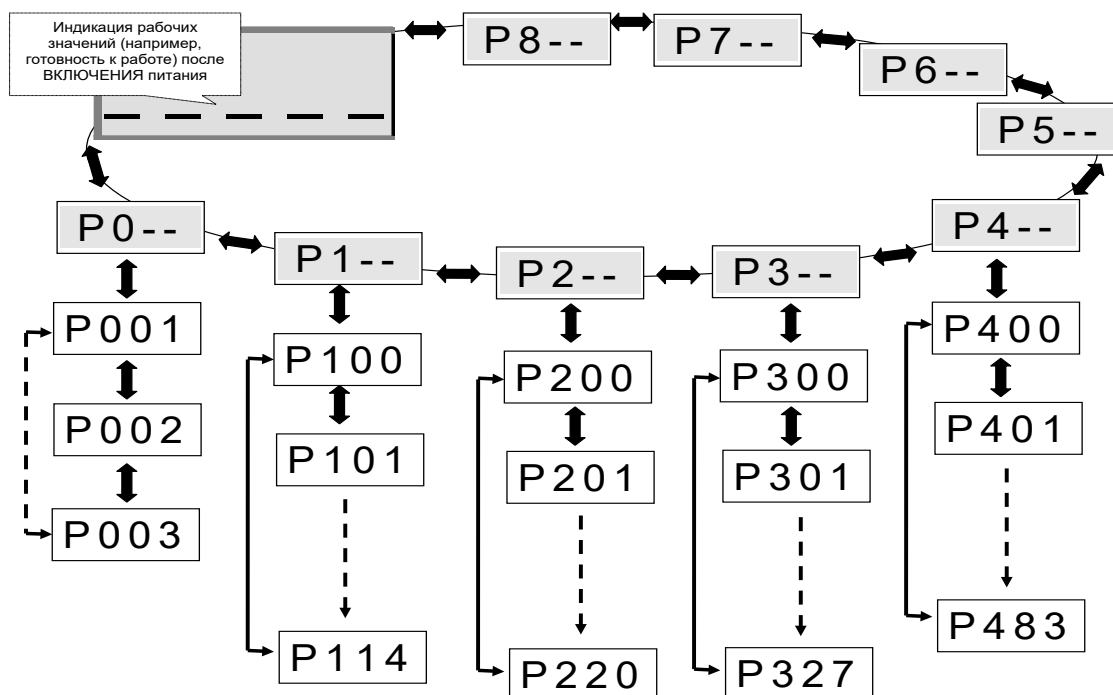 Индикация рабочих
значений (например,
готовность к работе) после
ВКЛЮЧЕНИЯ питания
P8--
P7--
P6--
P5--
P0--
P1--
P2--
P3--
P4--
P001
P002
P003
P100
P101
P114
P200
P201
P220
P300
P301
P327
P400
P401
P483